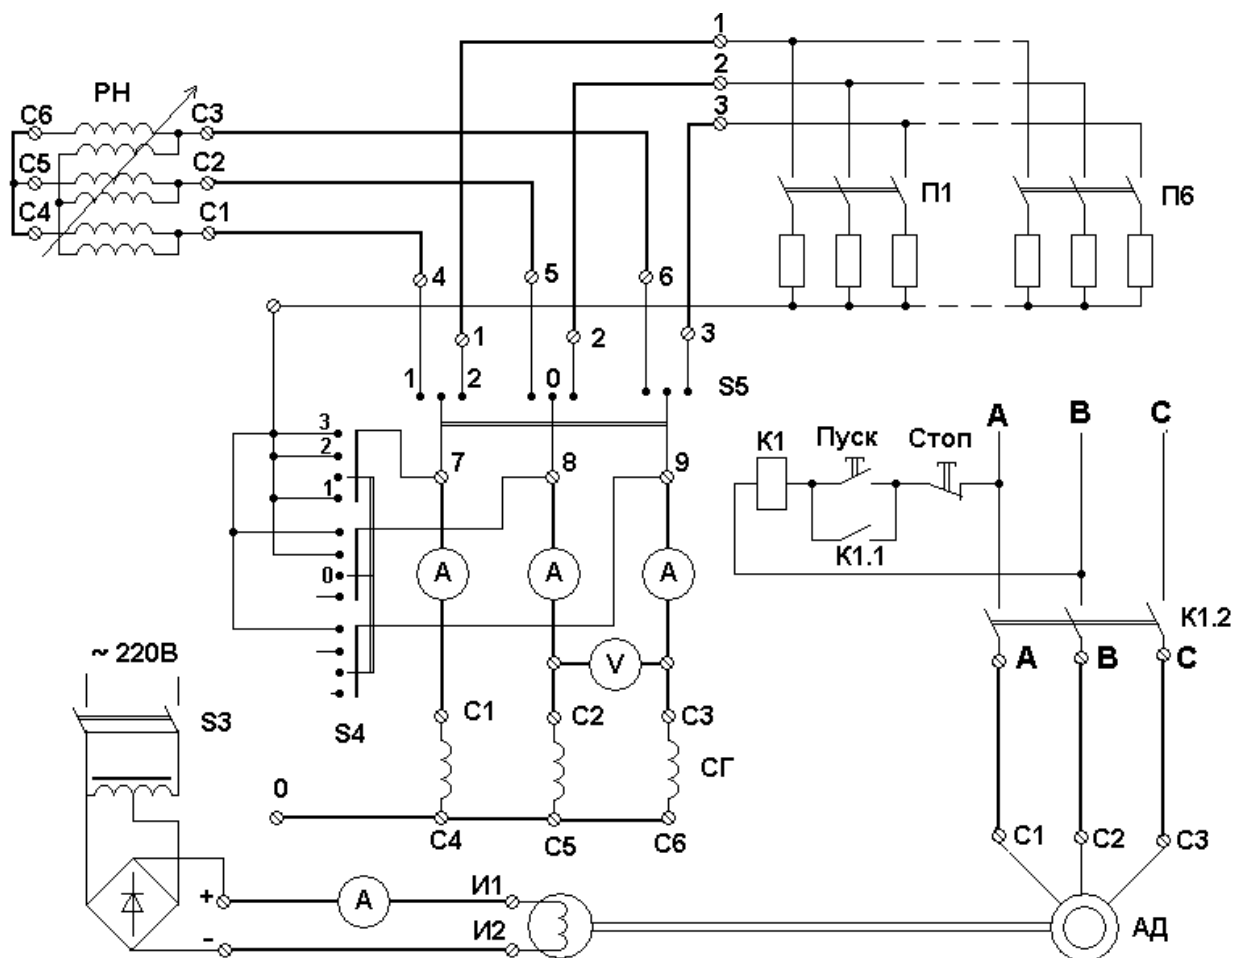 1
РН
2
С6 С3
3
С5 С2
С4 С1
П1 П6
4 5 6
1 2 3
1 2 0 S5
3
2
1
7 8 9
К1 Пуск Стоп А В С
А А А
К1.1
0
К1.2
А В С
~ 220В
V
S3
S4
С1 С2 С3
СГ
0
С4 С5 С6
С1 С2 С3
+ А И1
- И2
АД